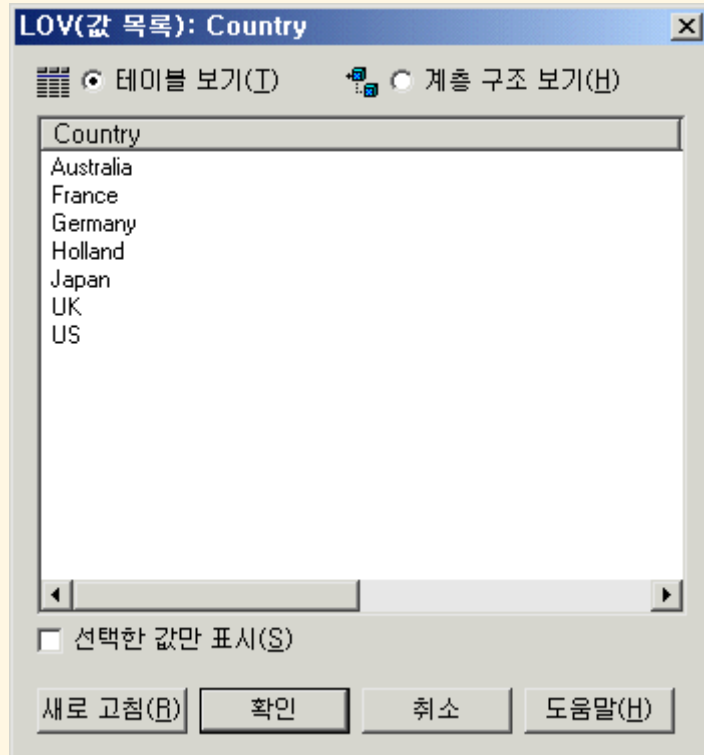 LOV(값 목록): Country
테이블 보기(T) 계층 구조 보기(H)
Country
Australia
France
Germany
Holland
Japan
UK
US
선택한 값만 표시(S)
새로 고침(R) 확인 취소 도움말(H)